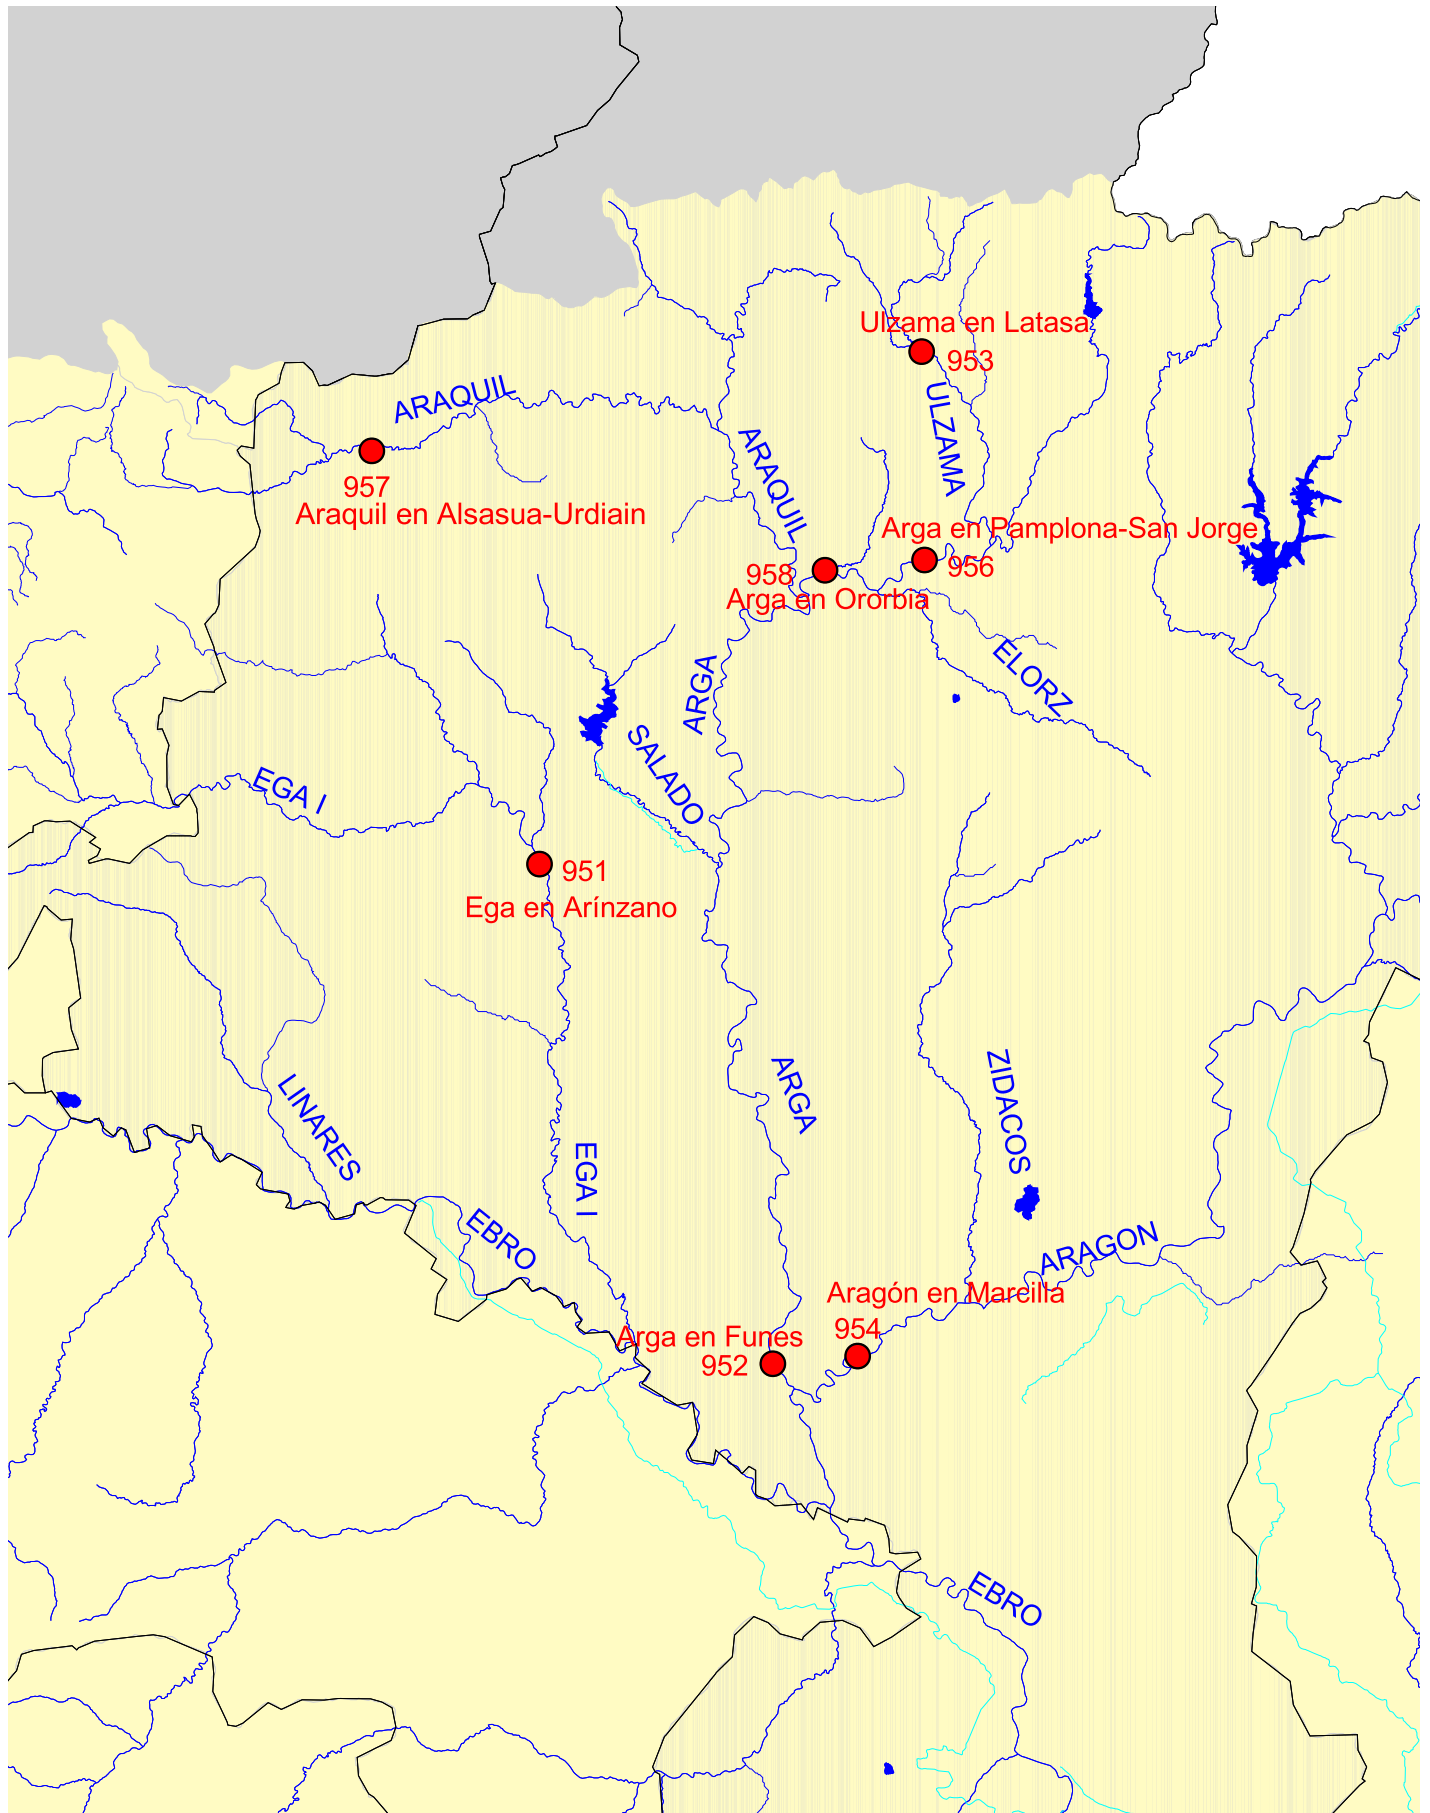 Ulzama en Latasa
953
ARAQUIL
ULZAMA
ARAQUIL
957
Araquil en Alsasua-Urdiain
Arga en Pamplona-San Jorge
956
958
Arga en Ororbia
ELORZ
ARGA
SALADO
EGA I
951
Ega en Arínzano
LINARES
ARGA
ZIDACOS
EGA I
EBRO
ARAGON
Aragón en Marcilla
954
Arga en Funes
952
EBRO